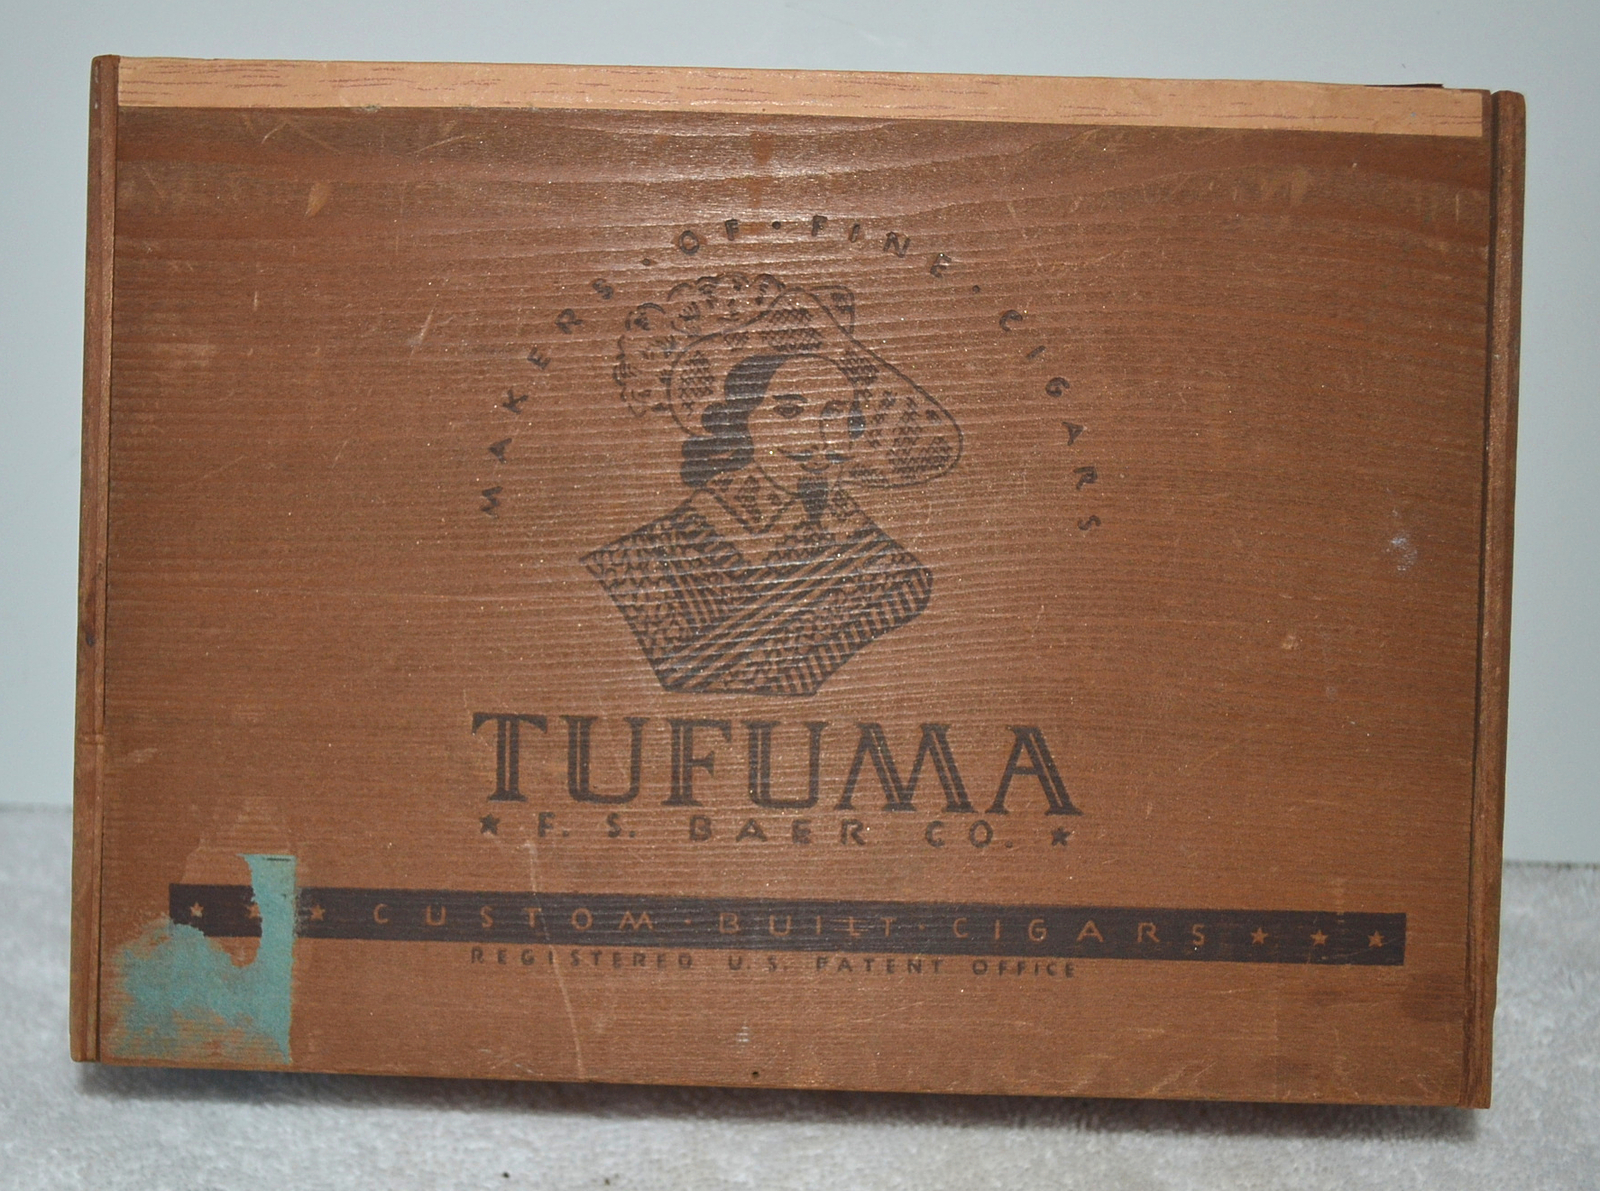 MAKERS · OF · FINE · CIGARS
TUFUMA
★ F. S. BAER CO. ★
★ ★ ★ CUSTOM · BUILT · CIGARS ★ ★ ★
REGISTERED U.S. PATENT OFFICE